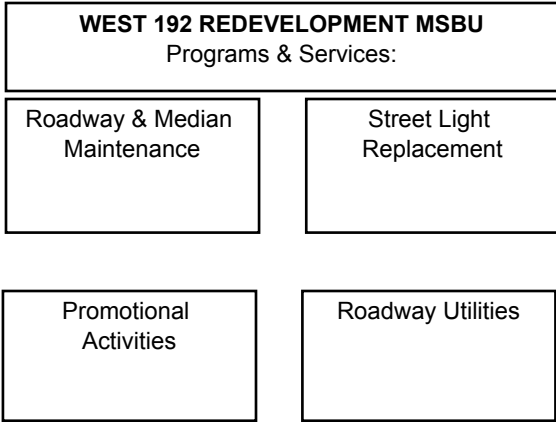 WEST 192 REDEVELOPMENT MSBU
Programs & Services:
Roadway & Median
Maintenance
Street Light
Replacement
Promotional
Activities
Roadway Utilities